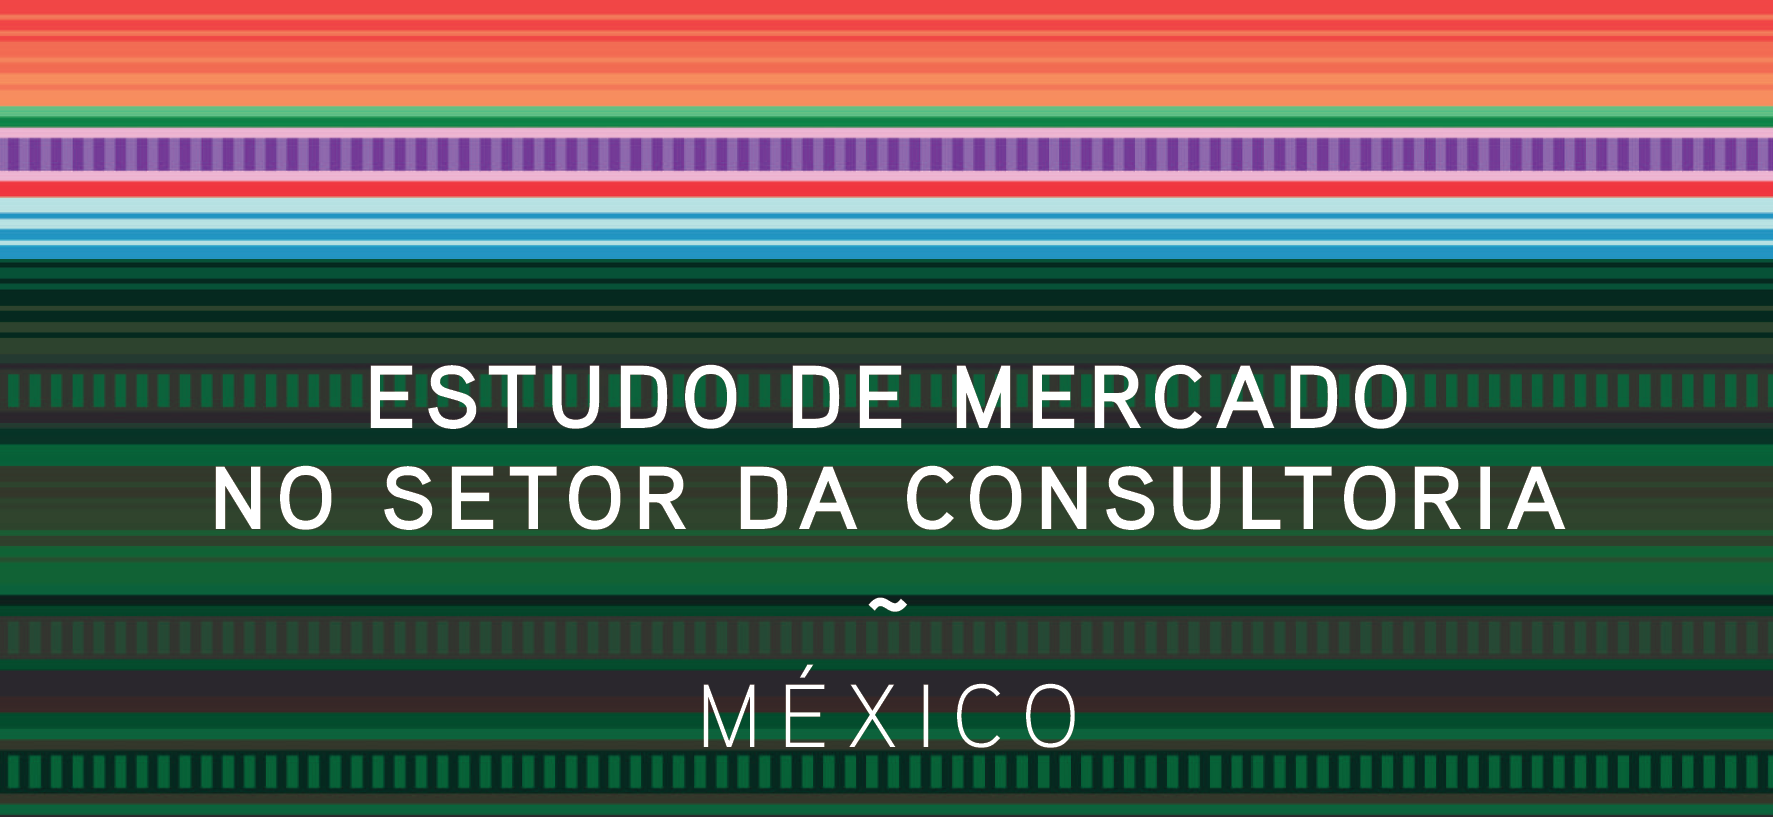 ESTUDO DE MERCADO
NO SETOR DA CONSULTORIA
~
MÉXICO